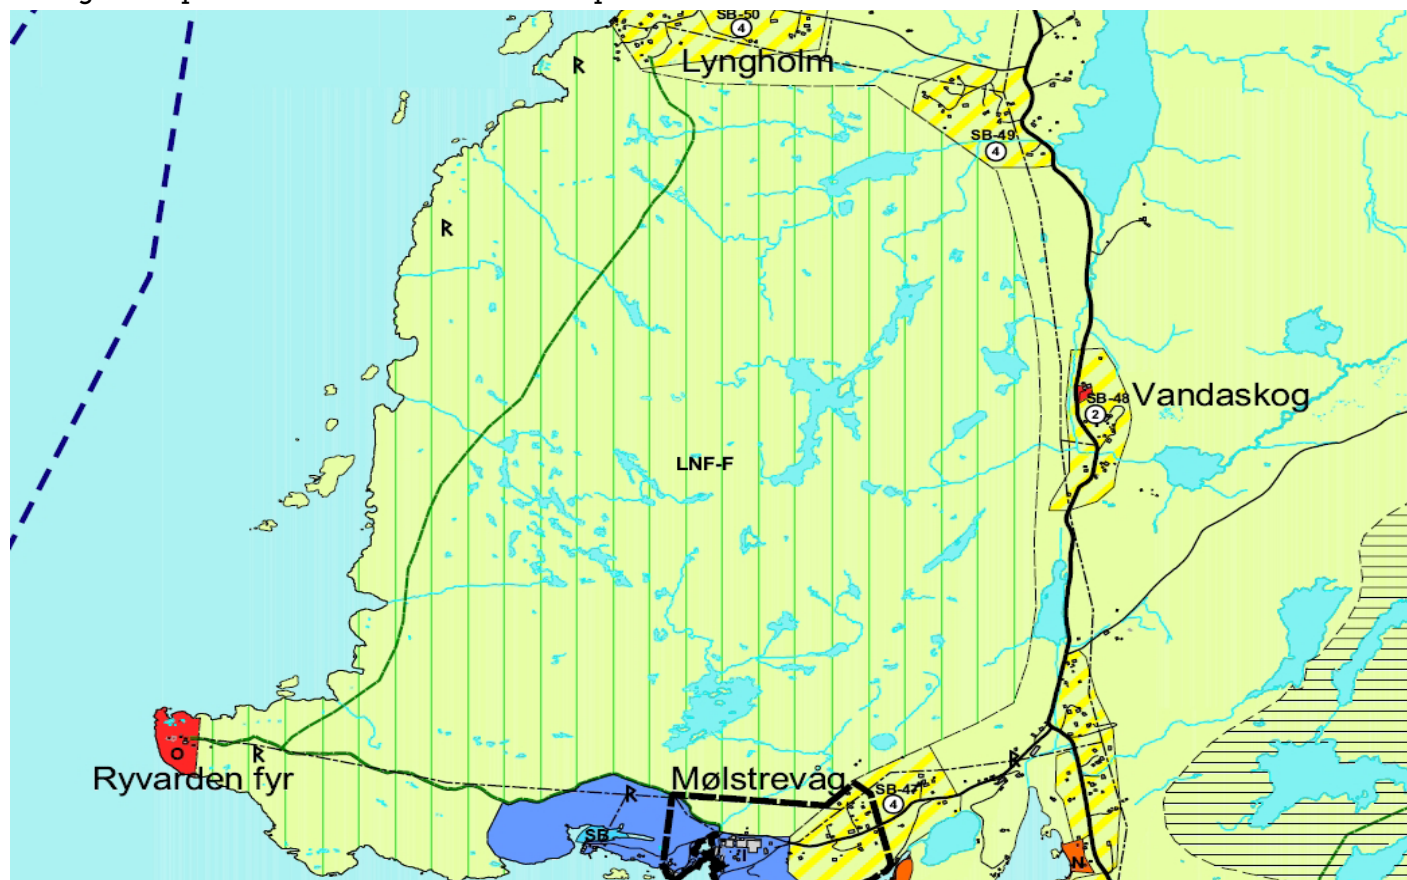 SB-50
4
Lyngholm
R
SB-49
4
R
Vandaskog
SB-48
2
LNF-F
O
R
Ryvarden fyr
Mølstrevåg
R
R
SB-47
4
SB
I
N